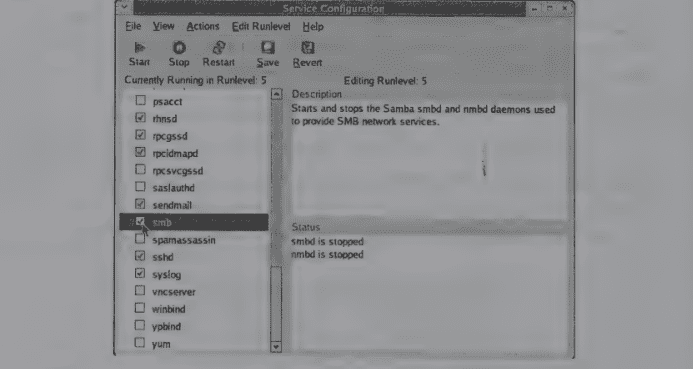 Service Configuration
File View Actions Edit Runlevel Help
Start Stop Restart Save Revert
Currently Running in Runlevel: 5 Editing Runlevel: 5
Description
psacct
rhnsd
rpcgssd
rpcidmapd
rpcsvcgssd
saslauthd
sendmail
smb
spamassassin
sshd
syslog
vncserver
winbind
ypbind
yum
Starts and stops the Samba smbd and nmbd daemons used
to provide SMB network services.
Status
smbd is stopped
nmbd is stopped